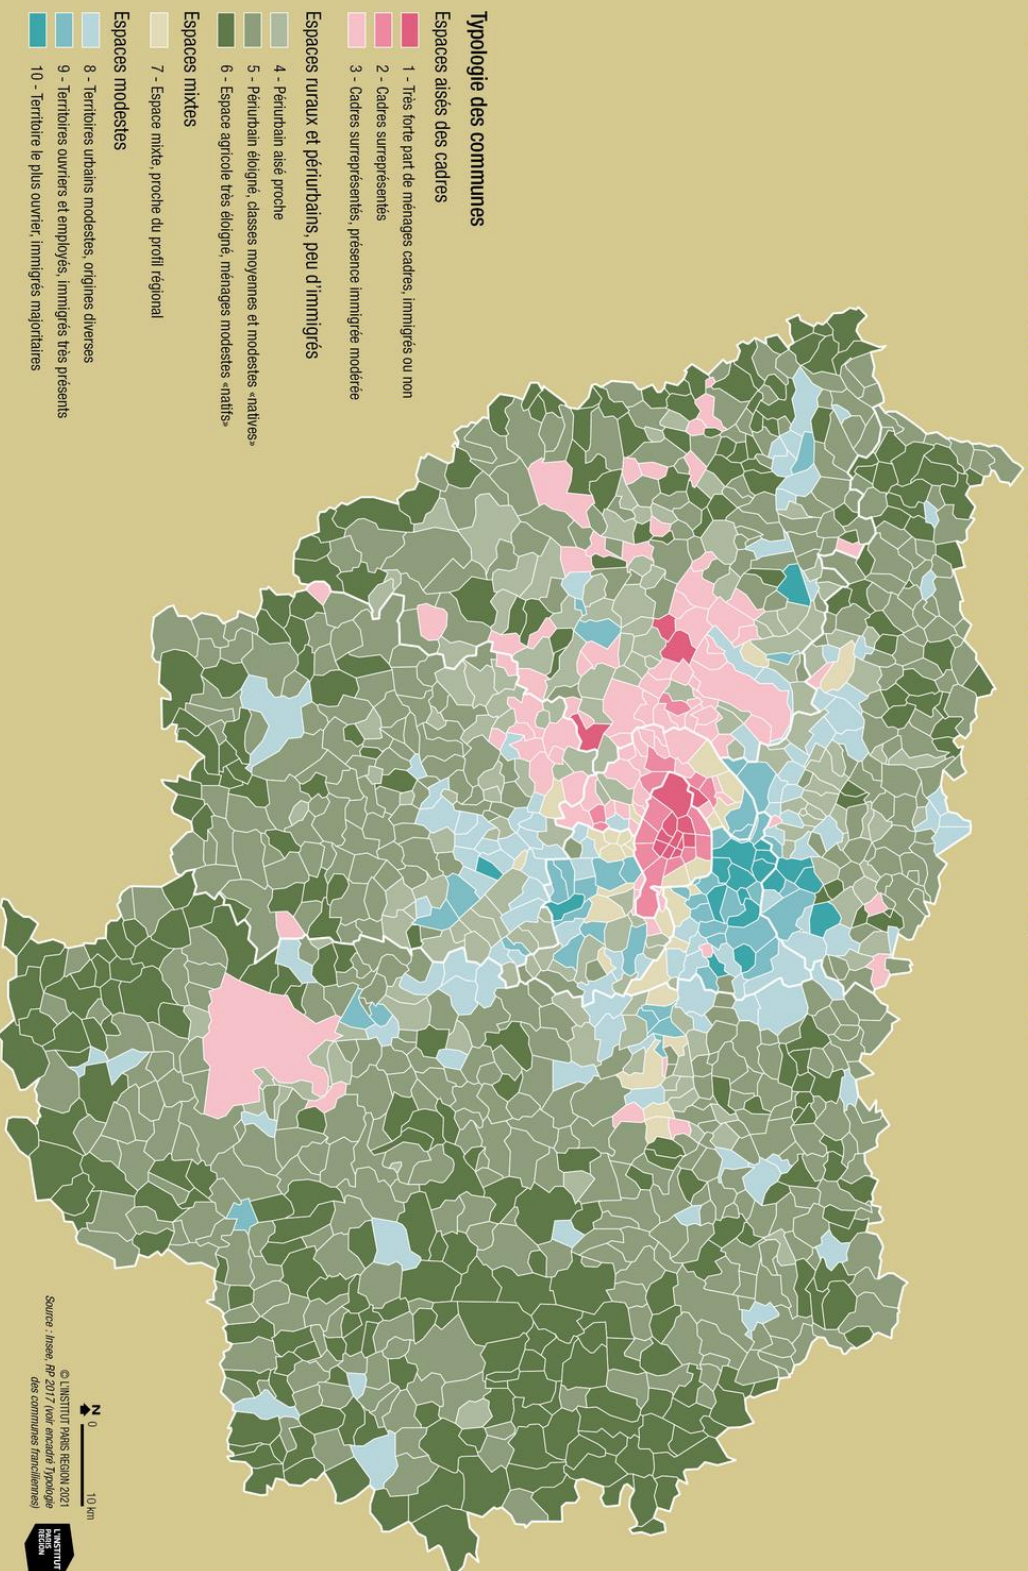 Typologie des communes
Espaces aisés des cadres
1 - Très forte part de ménages cadres, immigrés ou non
2 - Cadres surreprésentés
3 - Cadres surreprésentés, présence immigrée modérée
Espaces ruraux et périurbains, peu d'immigrés
4 - Périurbain aisé proche
5 - Périurbain éloigné, classes moyennes et modestes «natives»
6 - Espace agricole très éloigné, ménages modestes «natifs»
Espaces mixtes
7 - Espace mixte, proche du profil régional
Espaces modestes
8 - Territoires urbains modestes, origines diverses
9 - Territoires ouvriers et employés, immigrés très présents
10 - Territoire le plus ouvrier, immigrés majoritaires
N 0 10 km
© L'INSTITUT PARIS REGION 2021
Source : Insee, RP 2017 (voir encadré Typologie
des communes franciliennes)
L'INSTITUT
PARIS
REGION